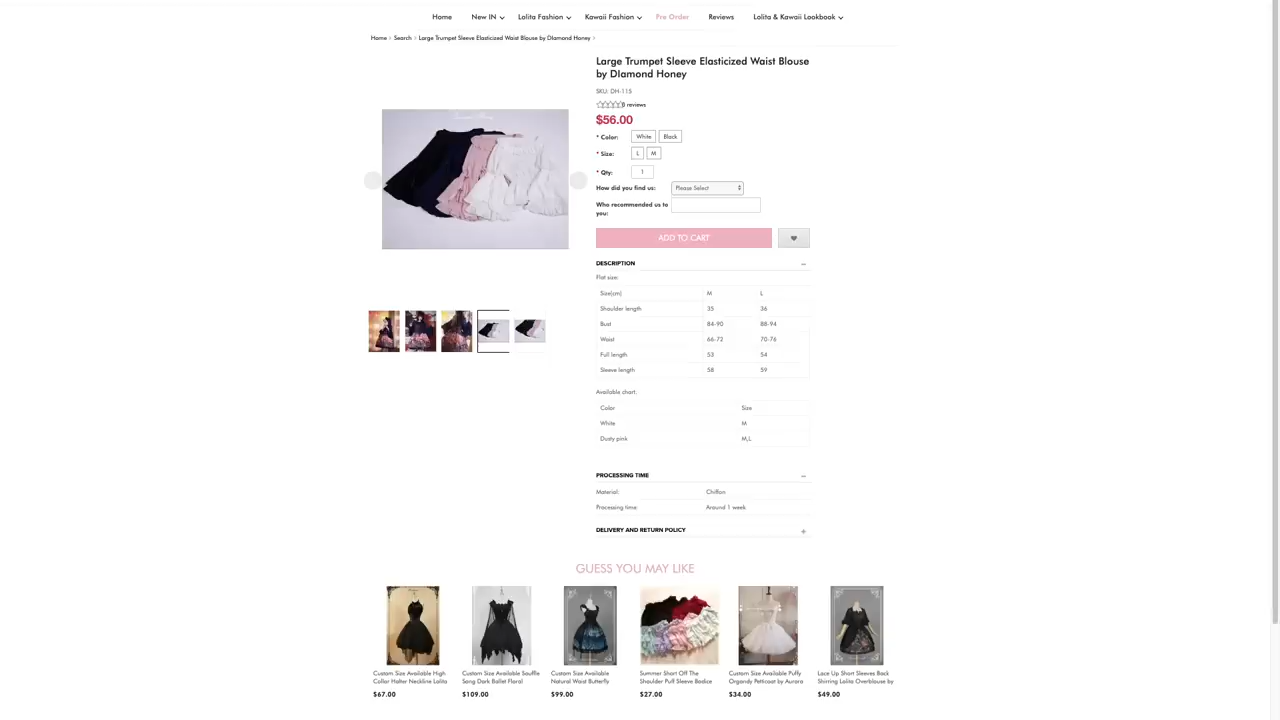 Home New IN Lolita Fashion Kawaii Fashion Pre Order Reviews Lolita & Kawaii Lookbook
Home > Search > Large Trumpet Sleeve Elasticized Waist Blouse by DIamond Honey >
Large Trumpet Sleeve Elasticized Waist Blouse
by DIamond Honey
SKU: DH-115
8 reviews
$56.00
* Color: White Black
* Size: L M
* Qty: 1
How did you find us: Please Select
Who recommended us to
you:
ADD TO CART
DESCRIPTION
Flat size:
Size(cm) M L
Shoulder length 35 36
Bust 84-90 88-94
Waist 66-72 70-76
Full length 53 54
Sleeve length 58 59
Available chart:
Color Size
White M
Dusty pink M,L
PROCESSING TIME
Material: Chiffon
Processing time: Around 1 week
DELIVERY AND RETURN POLICY
GUESS YOU MAY LIKE
Custom Size Available High
Collar Halter Neckline Lolita
$67.00
Custom Size Available Souffle
Song Dark Ballet Floral
$109.00
Custom Size Available
Natural Waist Butterfly
$99.00
Summer Short Off The
Shoulder Puff Sleeve Bodice
$27.00
Custom Size Available Puffy
Organdy Petticoat by Aurora
$34.00
Lace Up Short Sleeves Back
Shirring Lolita Overblouse by
$49.00